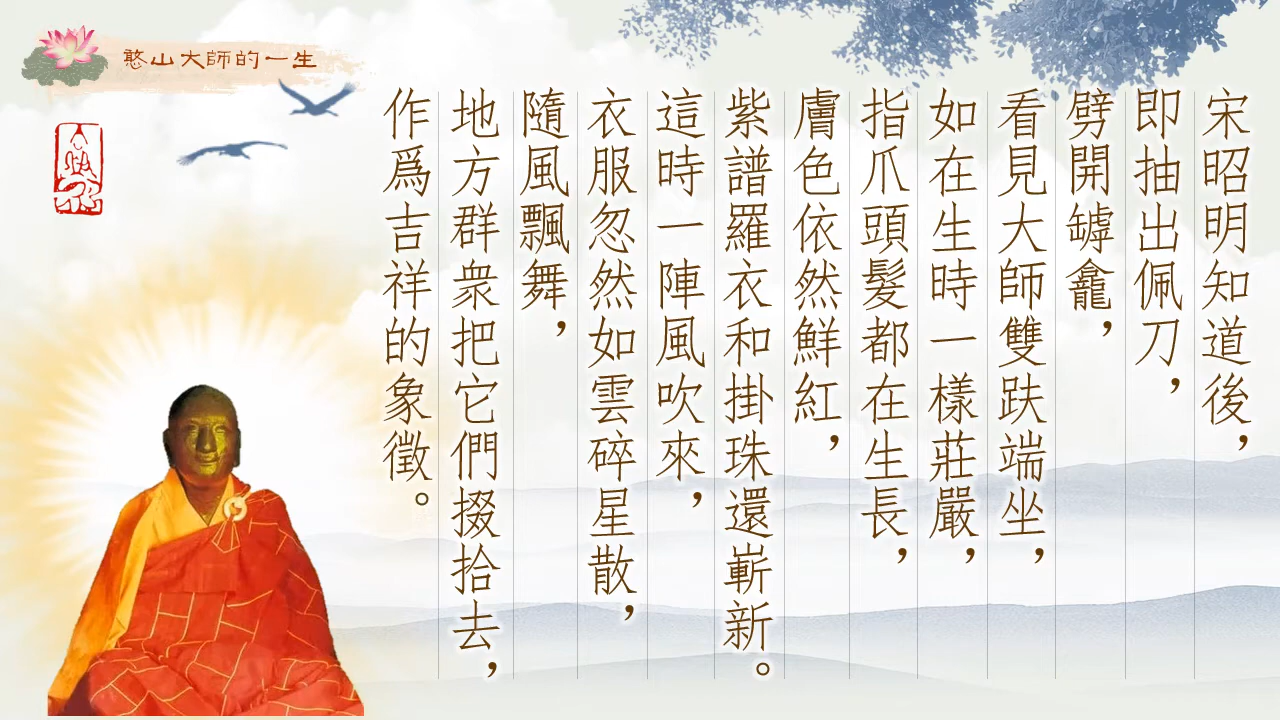 憨山大師的一生
宋昭明知道後，
即抽出佩刀，
劈開罅龕，
看見大師雙趺端坐，
如在生時一樣莊嚴，
指爪頭髮都在生長，
膚色依然鮮紅，
紫譜羅衣和掛珠還嶄新。
這時一陣風吹來，
衣服忽然如雲碎星散，
隨風飄舞，
地方群衆把它們掇拾去，
作爲吉祥的象徵。